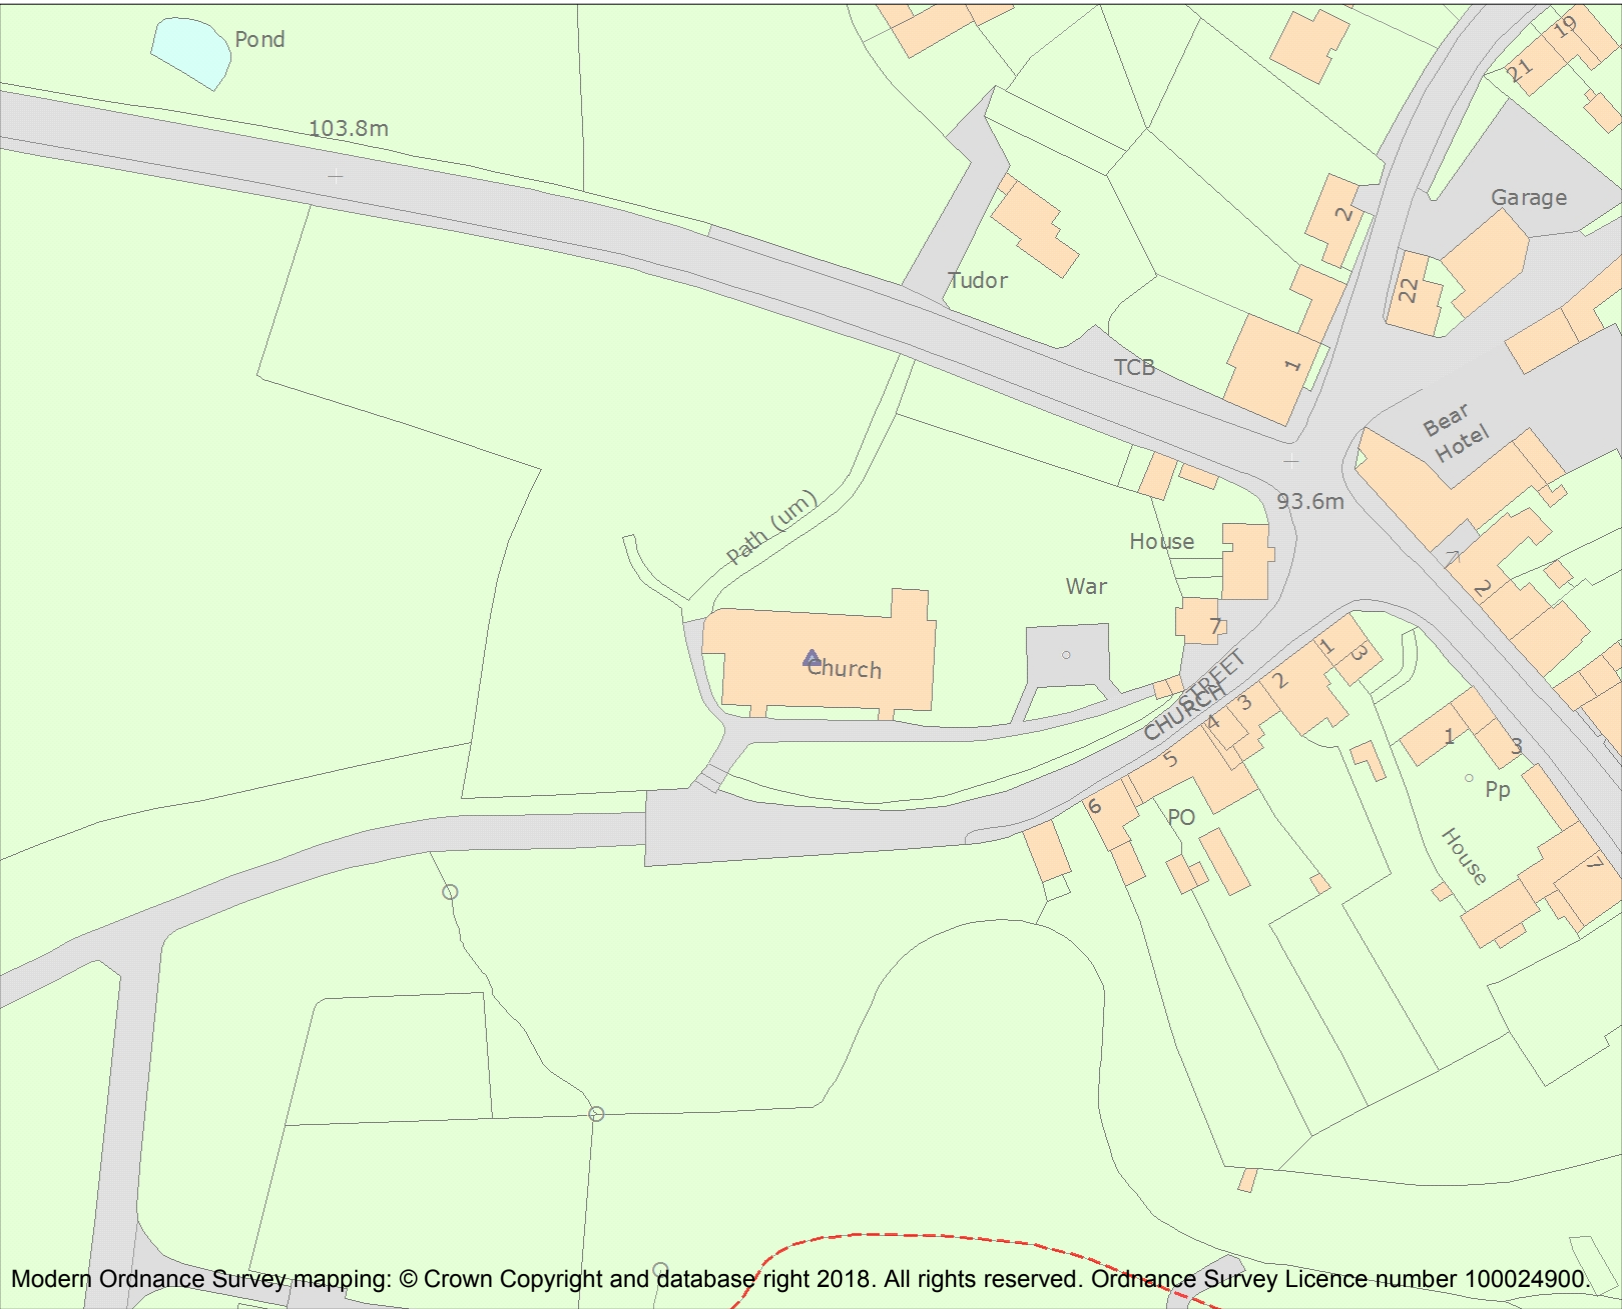 Pond
19
21
103.8m
Garage
2
Tudor
22
TCB
1
Bear
Hotel
93.6m
Path (um)
House
War
7
2
7
Church
CHURCH
STREET
1
3
2
3
4
5
6
PO
1
3
Pp
House
7
Modern Ordnance Survey mapping: © Crown Copyright and database right 2018. All rights reserved. Ordnance Survey Licence number 100024900.